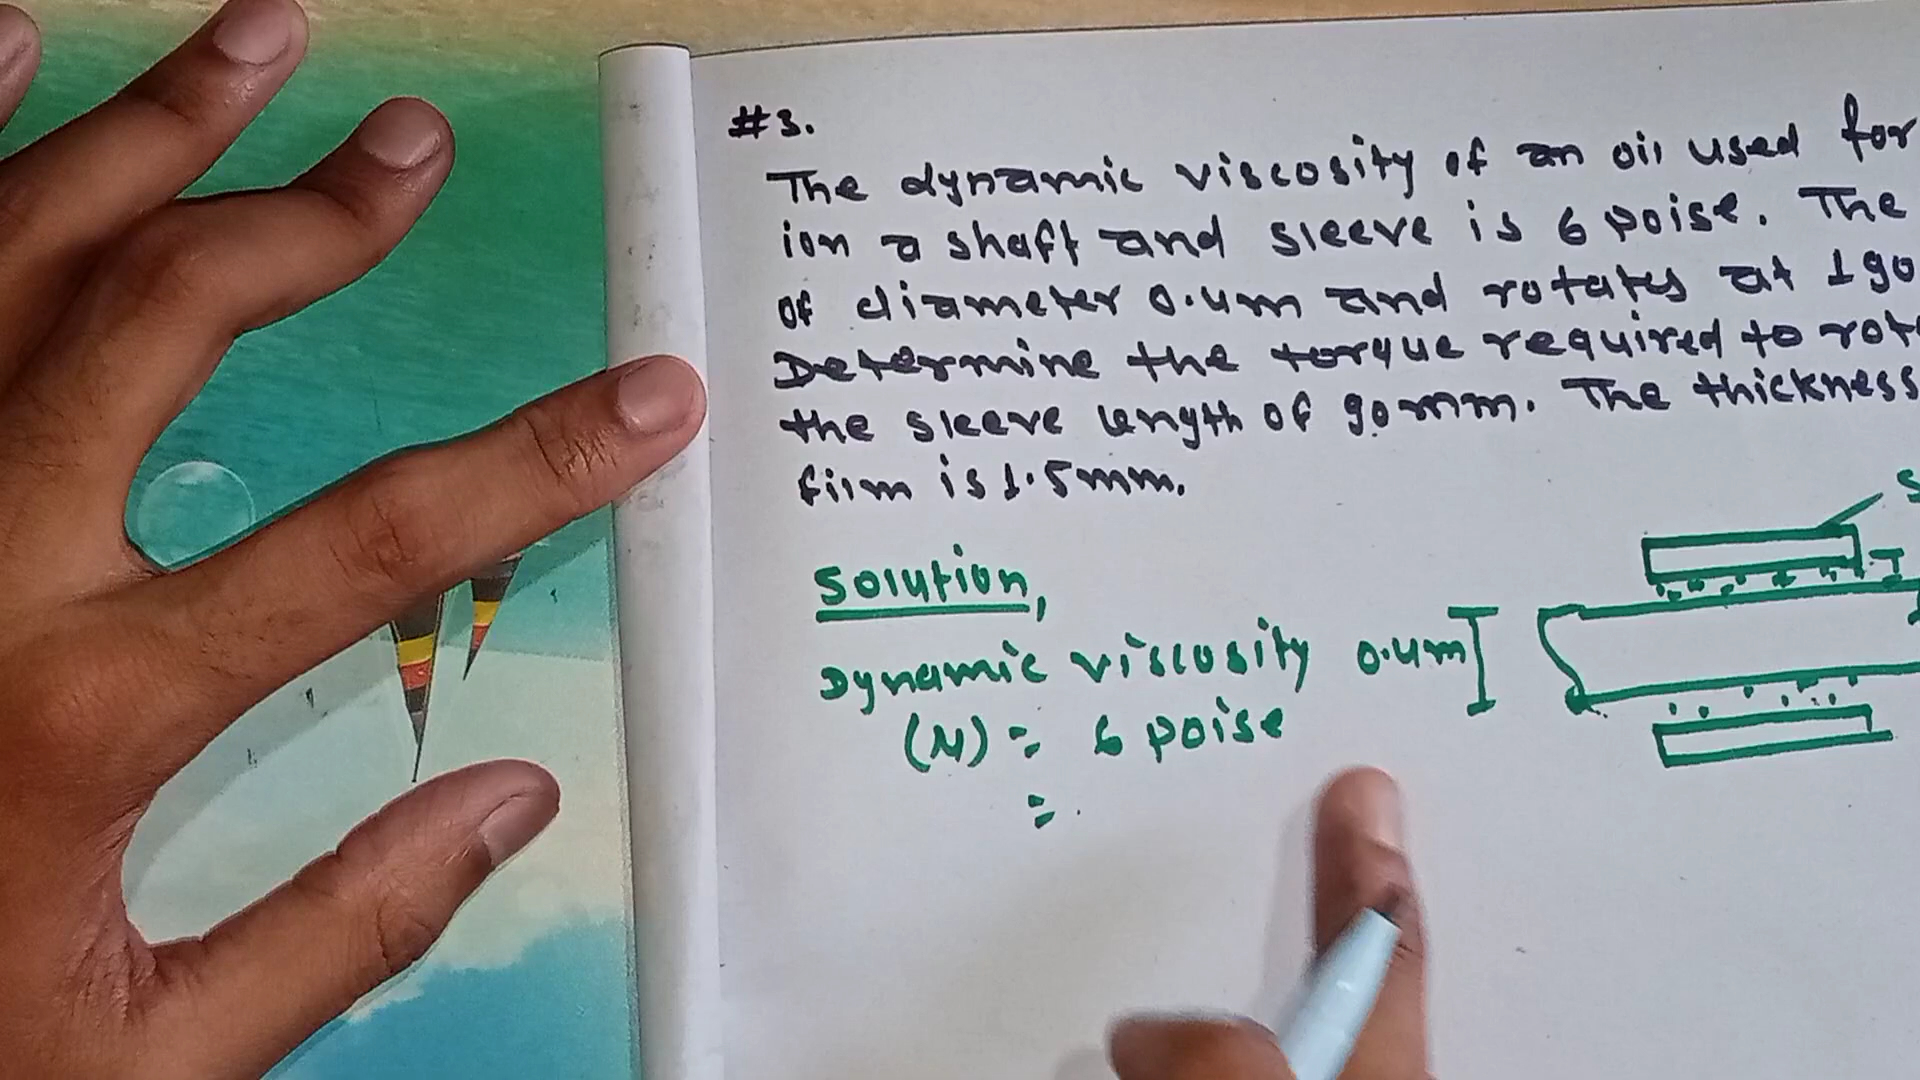 #3.
The dynamic viscosity of an oil used for
ion a shaft and sleeve is 6 poise. The
of diameter 0.4m and rotates at 190
Determine the torque required to rot
the sleeve length of 90mm. The thickness
film is 1.5mm.
S
Solution,
Dynamic viscosity 0.4m
(μ) = 6 poise
=